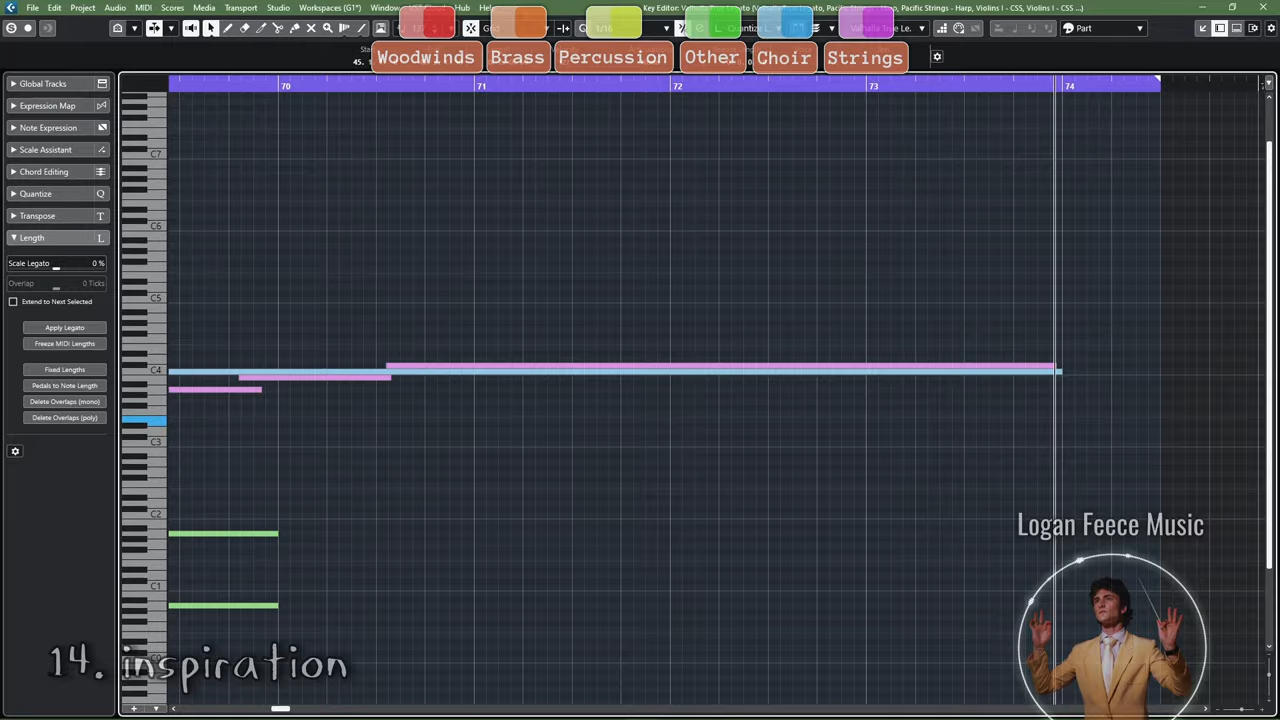 File Edit Project Audio MIDI Scores Media Transport Studio Workspaces (G1*)
Woodwinds Brass Percussion Other Choir Strings
1/16
Part
Global Tracks
Expression Map
Note Expression
Scale Assistant
Chord Editing
Quantize Q
Transpose T
Length L
Scale Legato 0 %
Overlap 0 Ticks
Extend to Next Selected
Apply Legato
Freeze MIDI Lengths
Fixed Lengths
Pedals to Note Length
Delete Overlaps (mono)
Delete Overlaps (poly)
70 71 72 73 74
C7
C6
C5
C4
C3
C2
C1
Logan Feece Music
14. inspiration